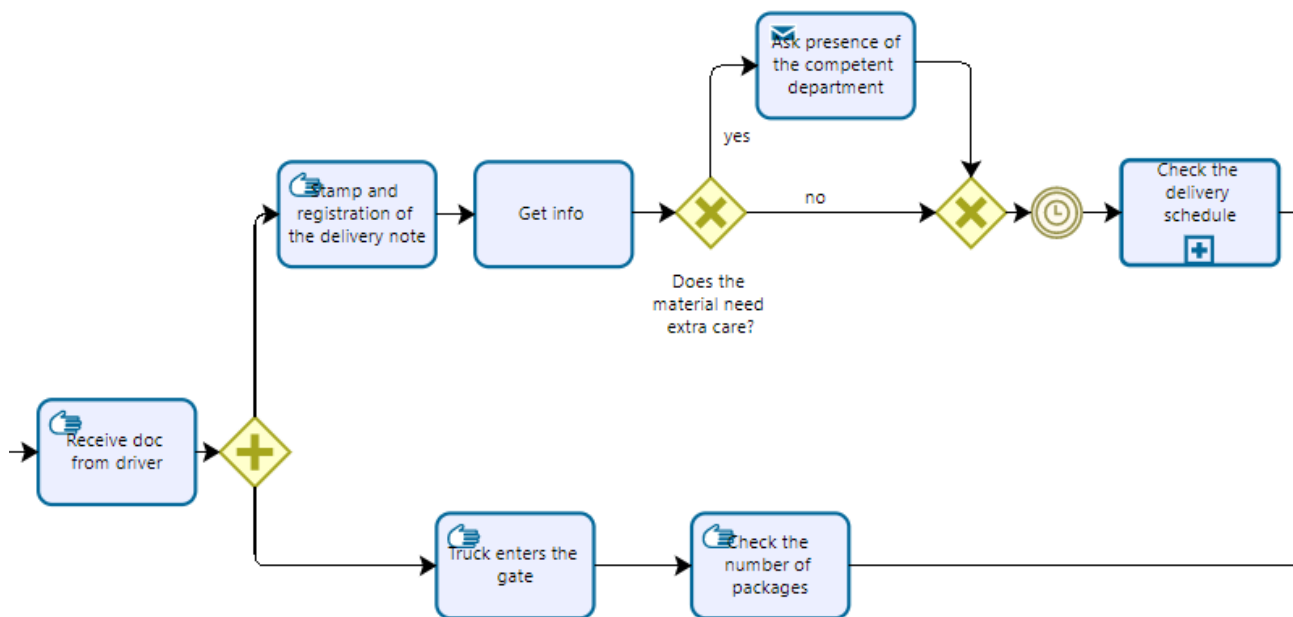 Ask presence of
the competent
department
yes
Stamp and
registration of
the delivery note
Get info
no
Check the
delivery
schedule
Does the
material need
extra care?
Receive doc
from driver
Truck enters the
gate
Check the
number of
packages